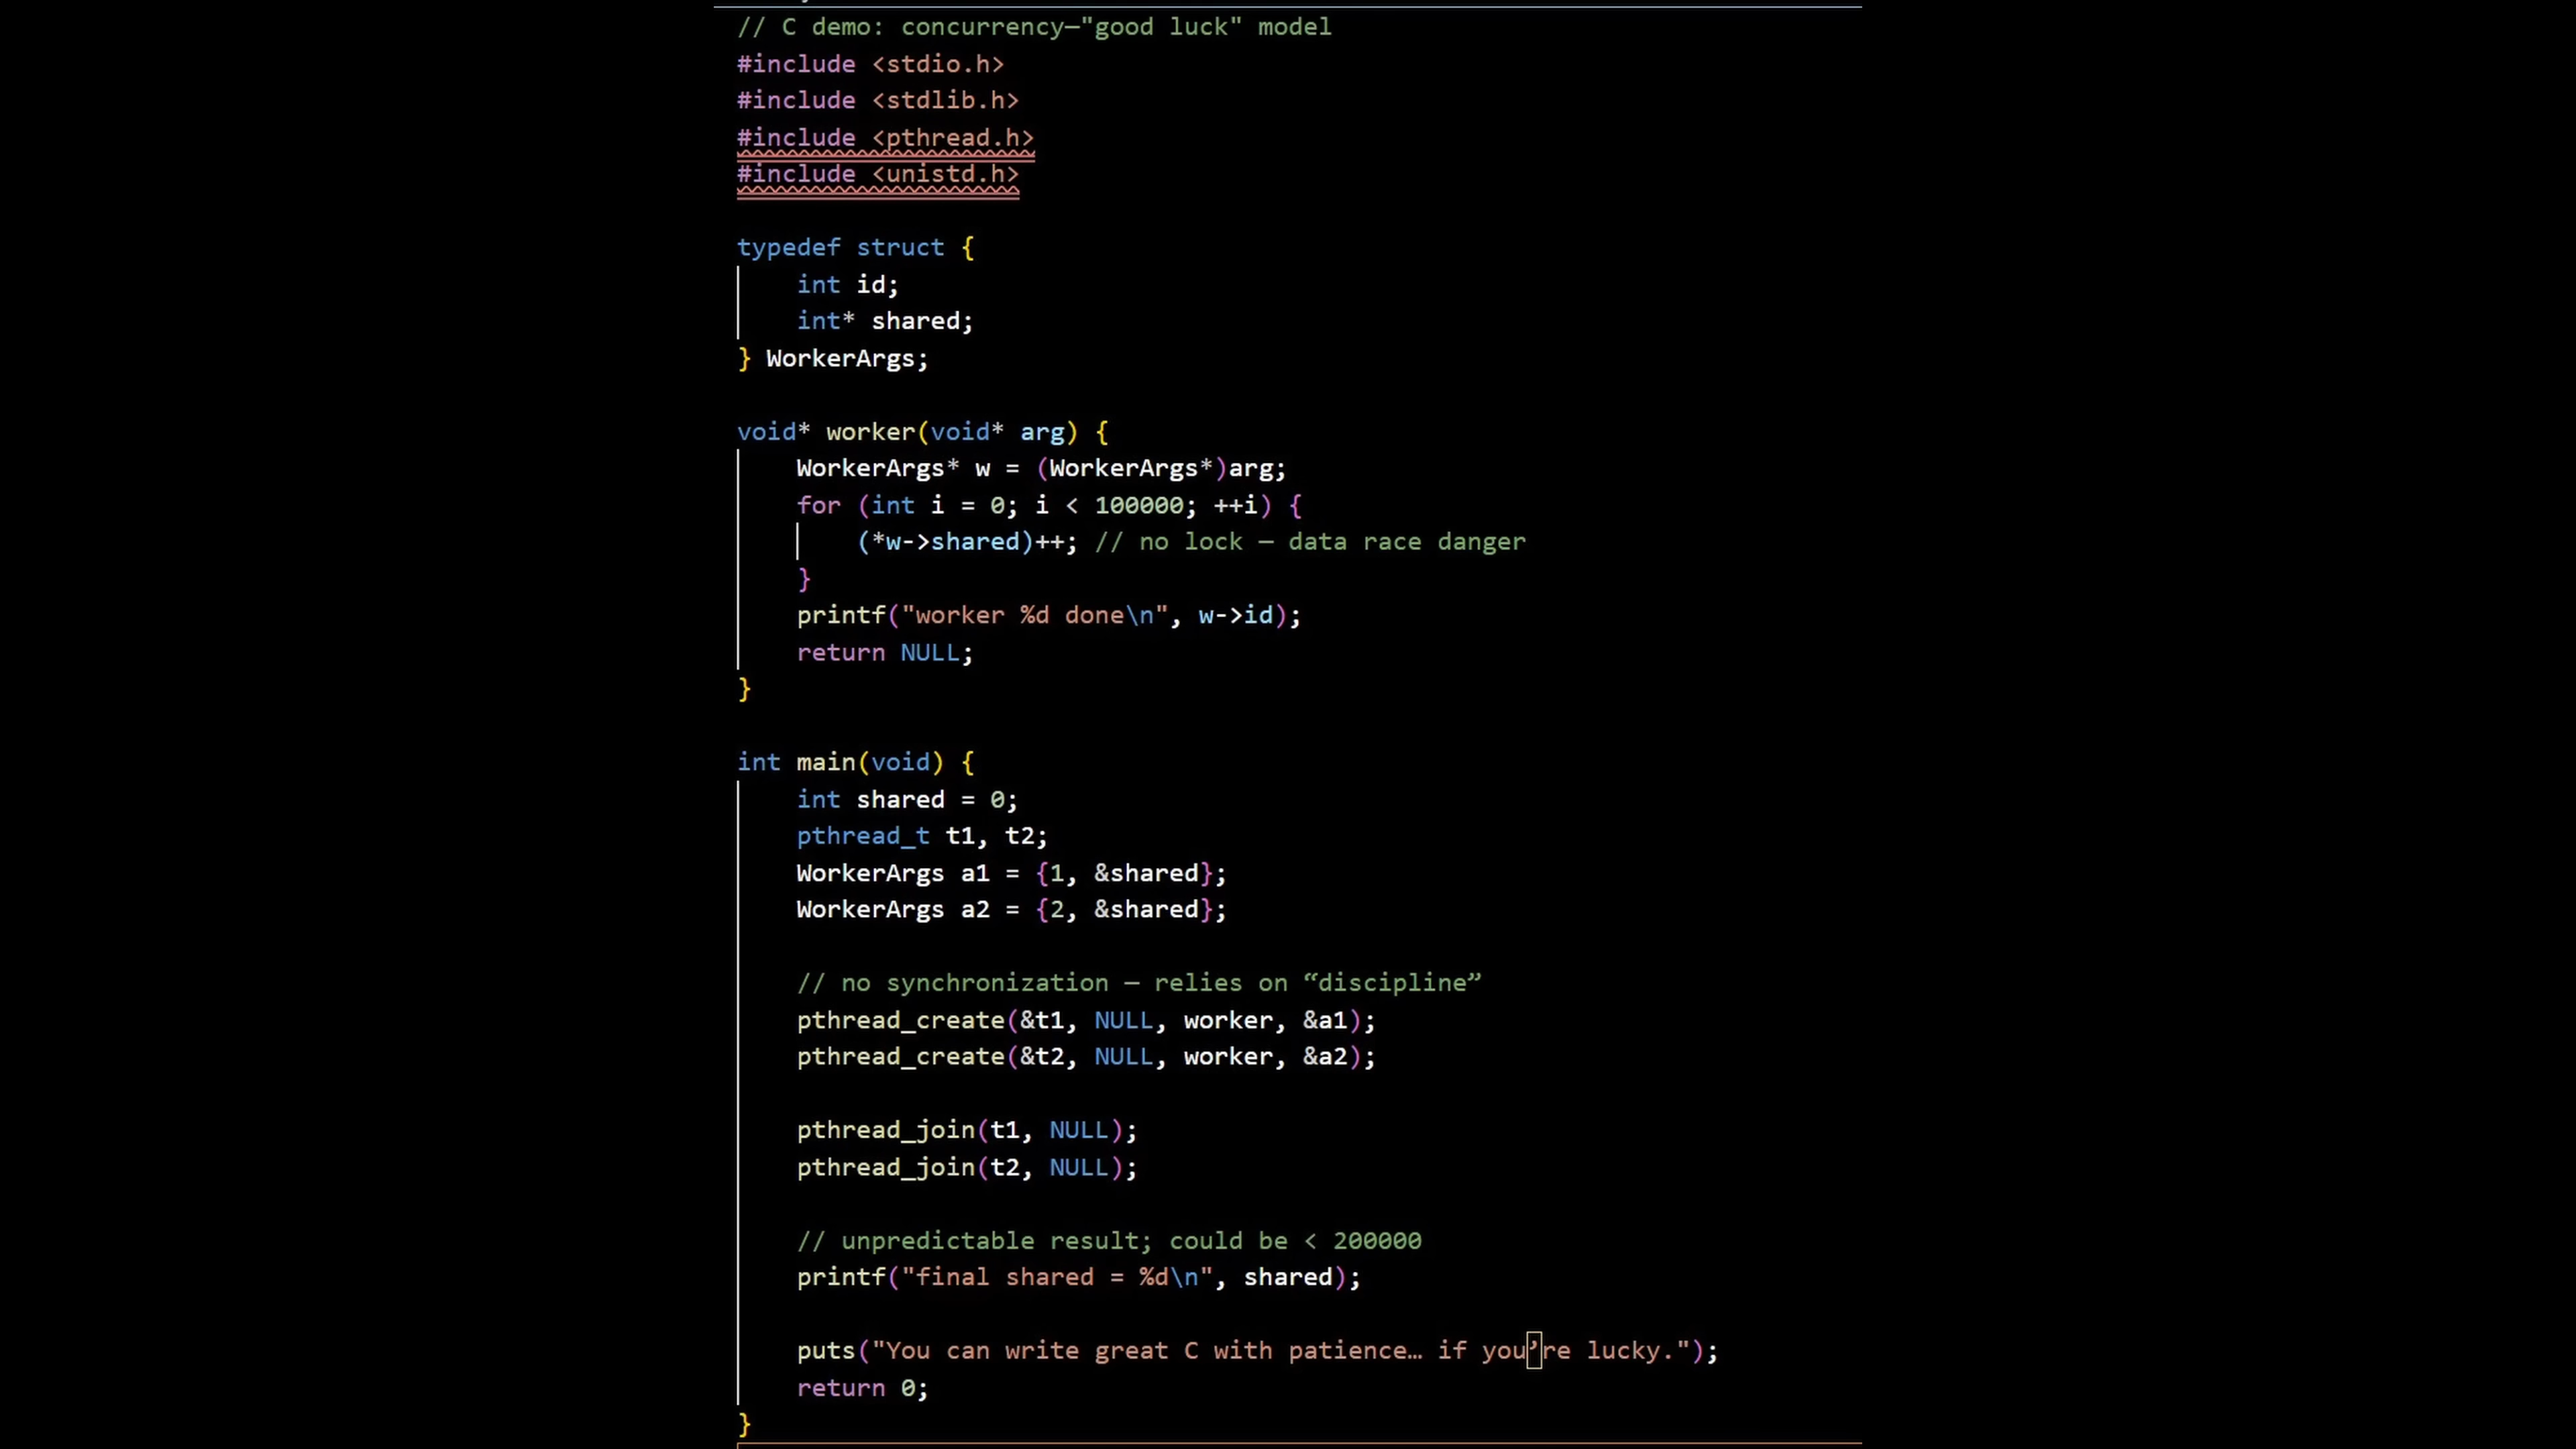 // C demo: concurrency—"good luck" model
#include <stdio.h>
#include <stdlib.h>
#include <pthread.h>
#include <unistd.h>
typedef struct {
    int id;
    int* shared;
} WorkerArgs;
void* worker(void* arg) {
    WorkerArgs* w = (WorkerArgs*)arg;
    for (int i = 0; i < 100000; ++i) {
        (*w->shared)++; // no lock — data race danger
    }
    printf("worker %d done\n", w->id);
    return NULL;
}
int main(void) {
    int shared = 0;
    pthread_t t1, t2;
    WorkerArgs a1 = {1, &shared};
    WorkerArgs a2 = {2, &shared};
    // no synchronization — relies on “discipline”
    pthread_create(&t1, NULL, worker, &a1);
    pthread_create(&t2, NULL, worker, &a2);
    pthread_join(t1, NULL);
    pthread_join(t2, NULL);
    // unpredictable result; could be < 200000
    printf("final shared = %d\n", shared);
    puts("You can write great C with patience… if you’re lucky.");
    return 0;
}